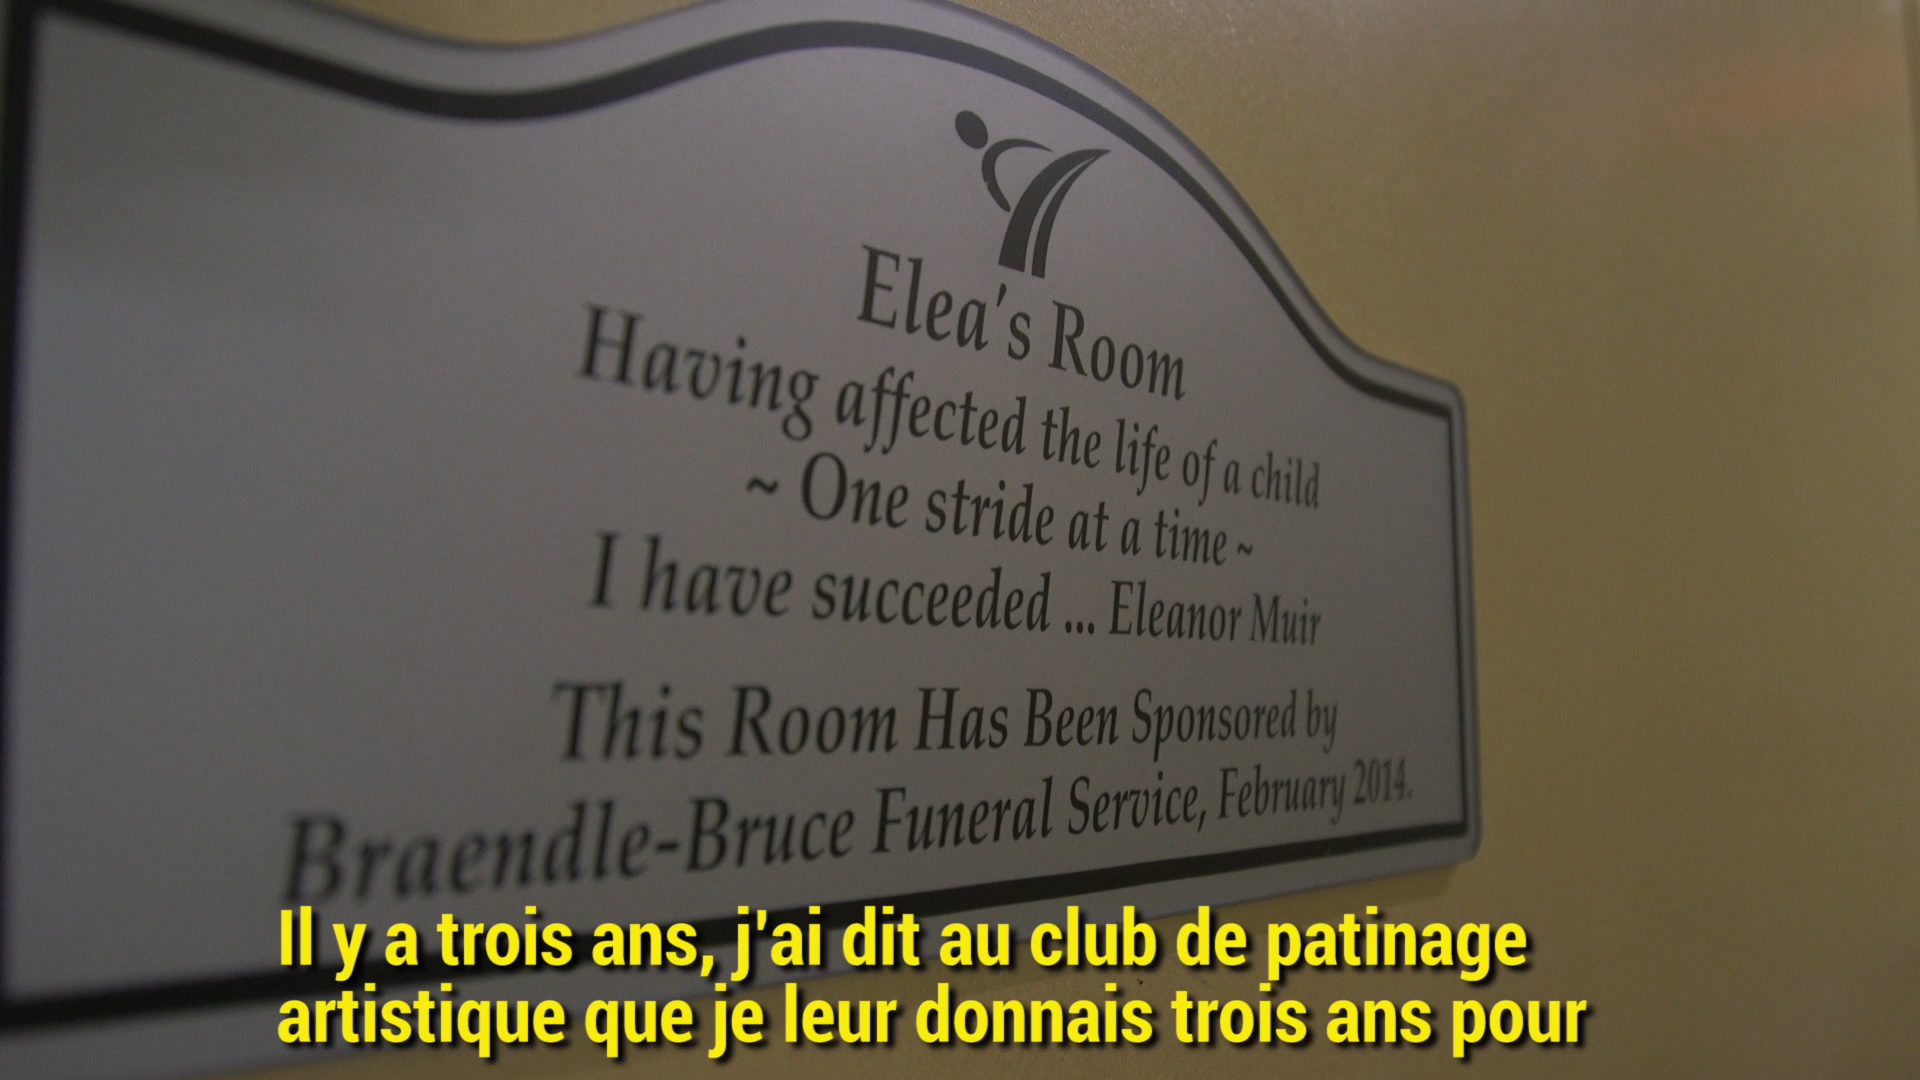 Elea's Room
Having affected the life of a child
~ One stride at a time ~
I have succeeded ... Eleanor Muir
This Room Has Been Sponsored by
Braendle-Bruce Funeral Service, February 2014.
Il y a trois ans, j'ai dit au club de patinage
artistique que je leur donnais trois ans pour